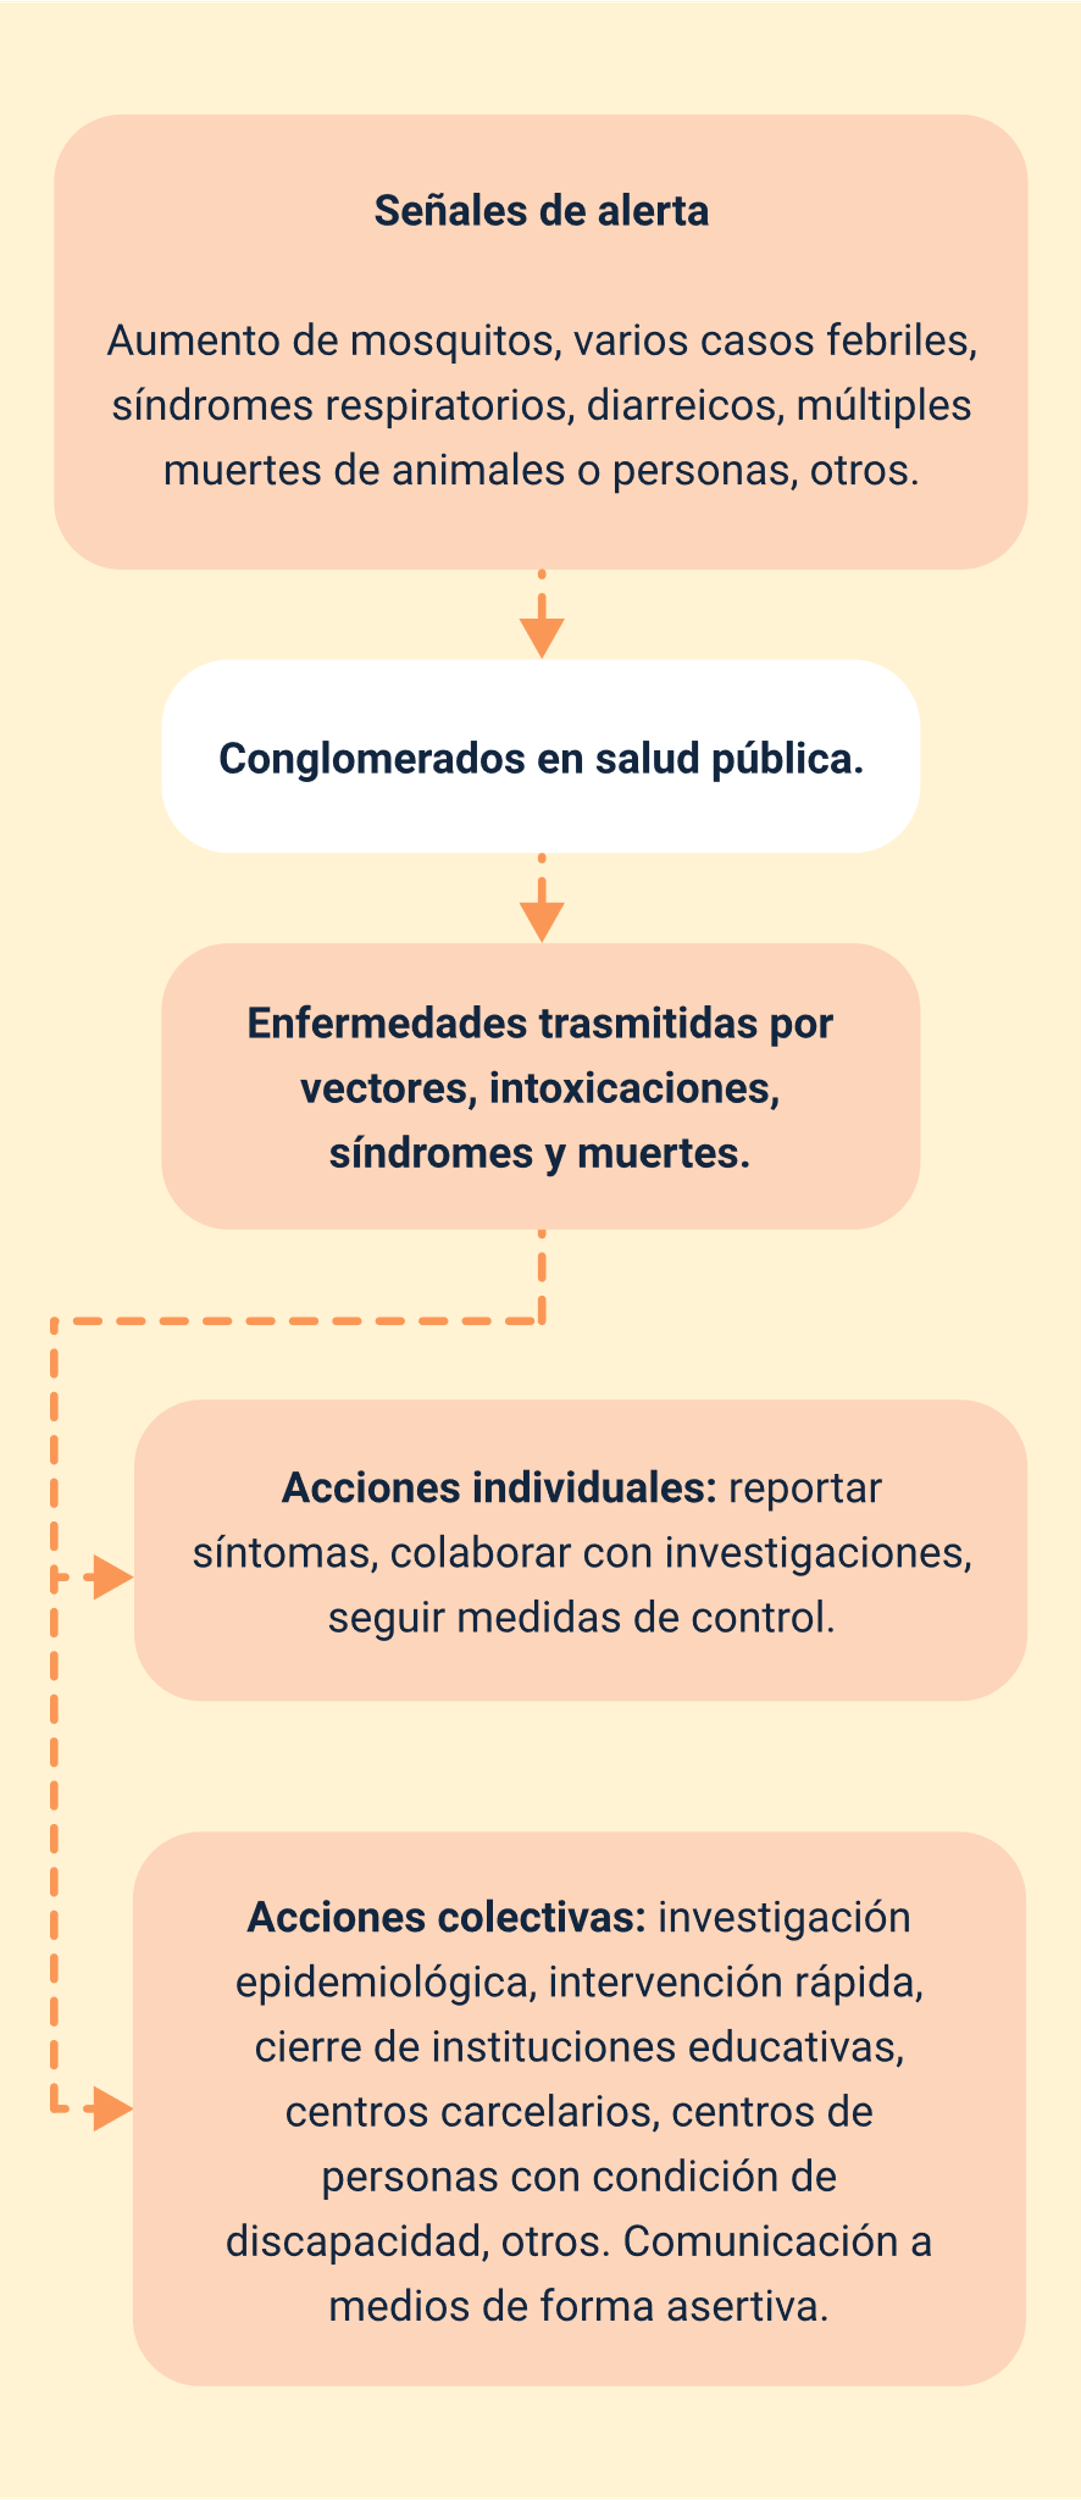 Señales de alerta
Aumento de mosquitos, varios casos febriles,
síndromes respiratorios, diarreicos, múltiples
muertes de animales o personas, otros.
Conglomerados en salud pública.
Enfermedades trasmitidas por
vectores, intoxicaciones,
síndromes y muertes.
Acciones individuales: reportar
síntomas, colaborar con investigaciones,
seguir medidas de control.
Acciones colectivas: investigación
epidemiológica, intervención rápida,
cierre de instituciones educativas,
centros carcelarios, centros de
personas con condición de
discapacidad, otros. Comunicación a
medios de forma asertiva.